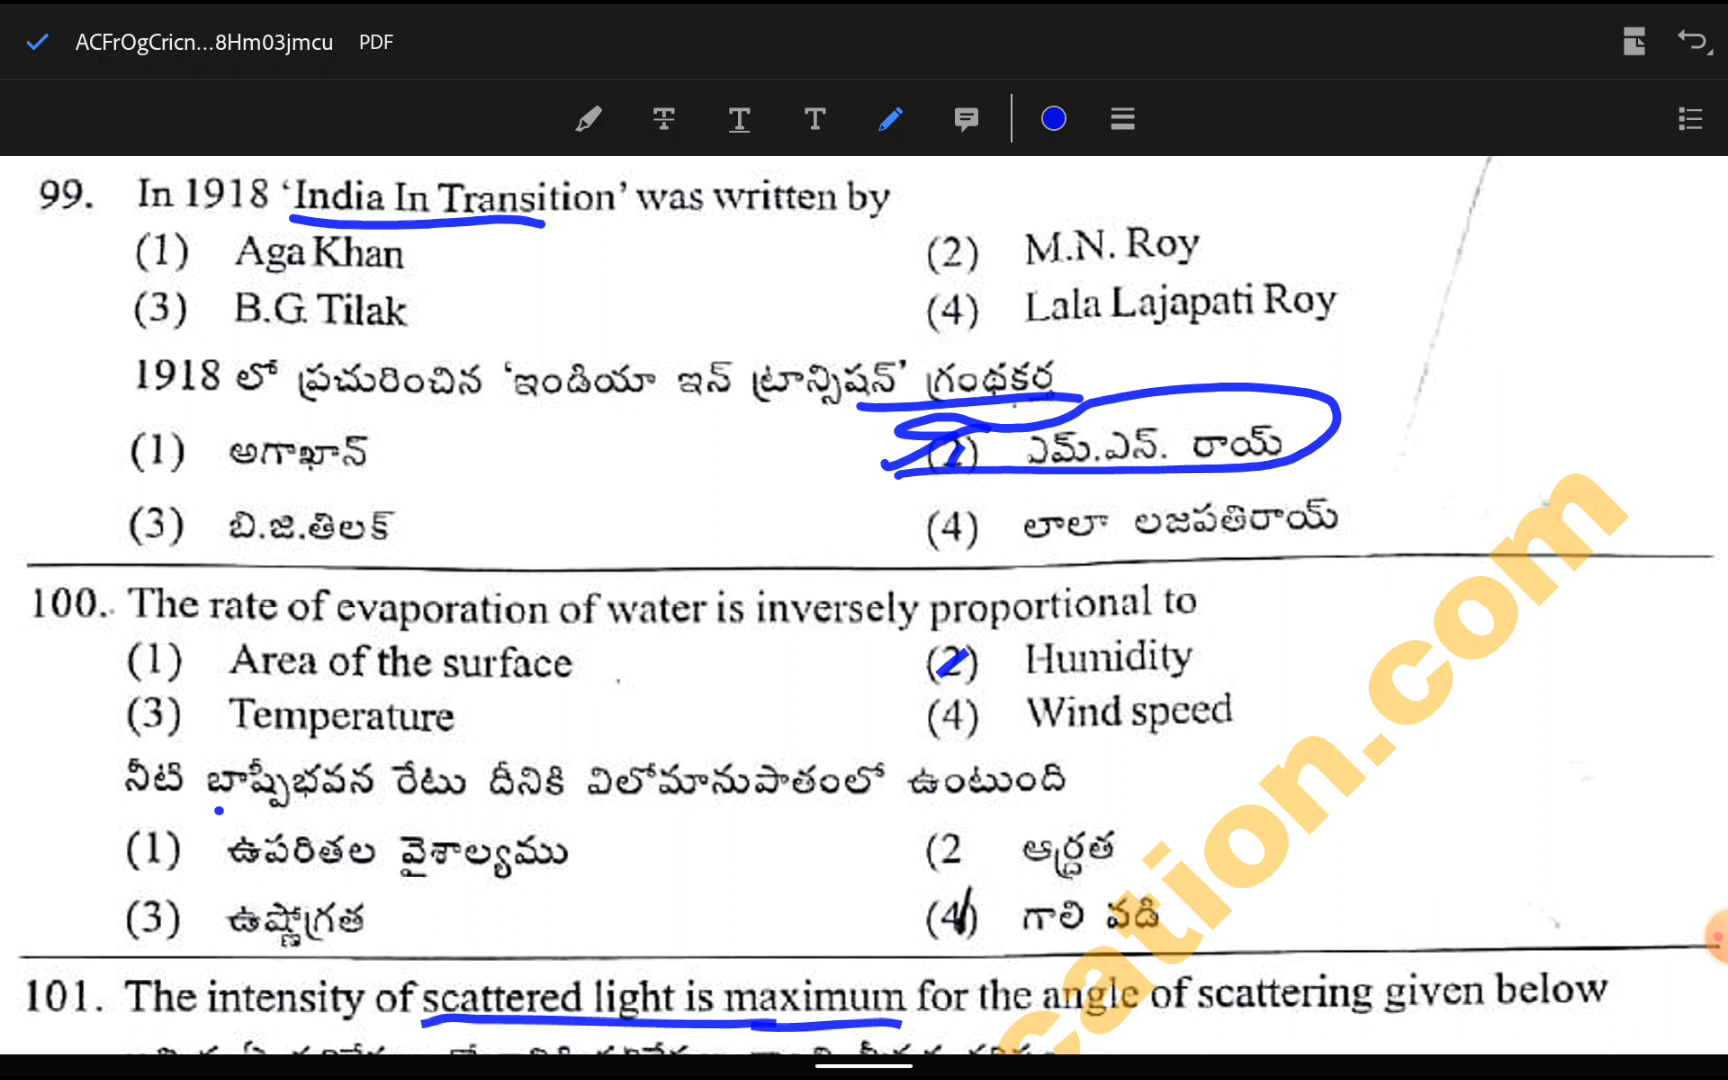 ACFrOgCricn...8Hm03jmcu PDF
99. In 1918 ‘India In Transition’ was written by
(1) Aga Khan (2) M.N. Roy
(3) B.G. Tilak (4) Lala Lajapati Roy
1918 లో ప్రచురించిన ‘ఇండియా ఇన్ ట్రాన్సిషన్’ గ్రంథకర్త
(1) అగాఖాన్ (2) ఎమ్.ఎన్. రాయ్
(3) బి.జి.తిలక్ (4) లాలా లజపతిరాయ్
100. The rate of evaporation of water is inversely proportional to
(1) Area of the surface (2) Humidity
(3) Temperature (4) Wind speed
నీటి బాష్పీభవన రేటు దీనికి విలోమానుపాతంలో ఉంటుంది
(1) ఉపరితల వైశాల్యము (2 ఆర్ద్రత
(3) ఉష్ణోగ్రత (4) గాలి వడి
101. The intensity of scattered light is maximum for the angle of scattering given below
cation.com